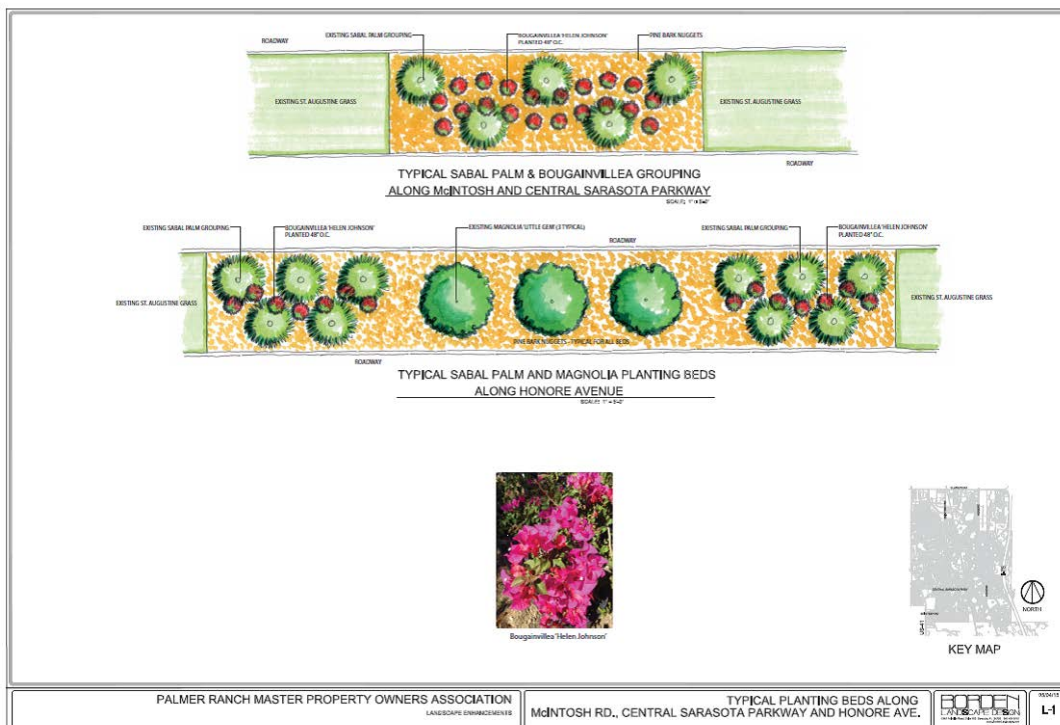 EXISTING SABAL PALM GROUPING
BOUGAINVILLEA 'HELEN JOHNSON'
PLANTED 48" O.C.
PINE BARK NUGGETS
ROADWAY
EXISTING ST. AUGUSTINE GRASS
EXISTING ST. AUGUSTINE GRASS
ROADWAY
TYPICAL SABAL PALM & BOUGAINVILLEA GROUPING
ALONG McINTOSH AND CENTRAL SARASOTA PARKWAY
EXISTING SABAL PALM GROUPING
BOUGAINVILLEA 'HELEN JOHNSON'
PLANTED 48" O.C.
EXISTING MAGNOLIA 'LITTLE GEM' (3 TYPICAL)
ROADWAY
EXISTING SABAL PALM GROUPING
BOUGAINVILLEA 'HELEN JOHNSON'
PLANTED 48" O.C.
EXISTING ST. AUGUSTINE GRASS
EXISTING ST. AUGUSTINE GRASS
PINE BARK NUGGETS - TYPICAL FOR ALL BEDS
ROADWAY
TYPICAL SABAL PALM AND MAGNOLIA PLANTING BEDS
ALONG HONORE AVENUE
Bougainvillea 'Helen Johnson'
US-41
NORTH
KEY MAP
PALMER RANCH MASTER PROPERTY OWNERS ASSOCIATION
LANDSCAPE ENHANCEMENTS
TYPICAL PLANTING BEDS ALONG
McINTOSH RD., CENTRAL SARASOTA PARKWAY AND HONORE AVE.
BORDEN
LANDSCAPE DESIGN
L-1